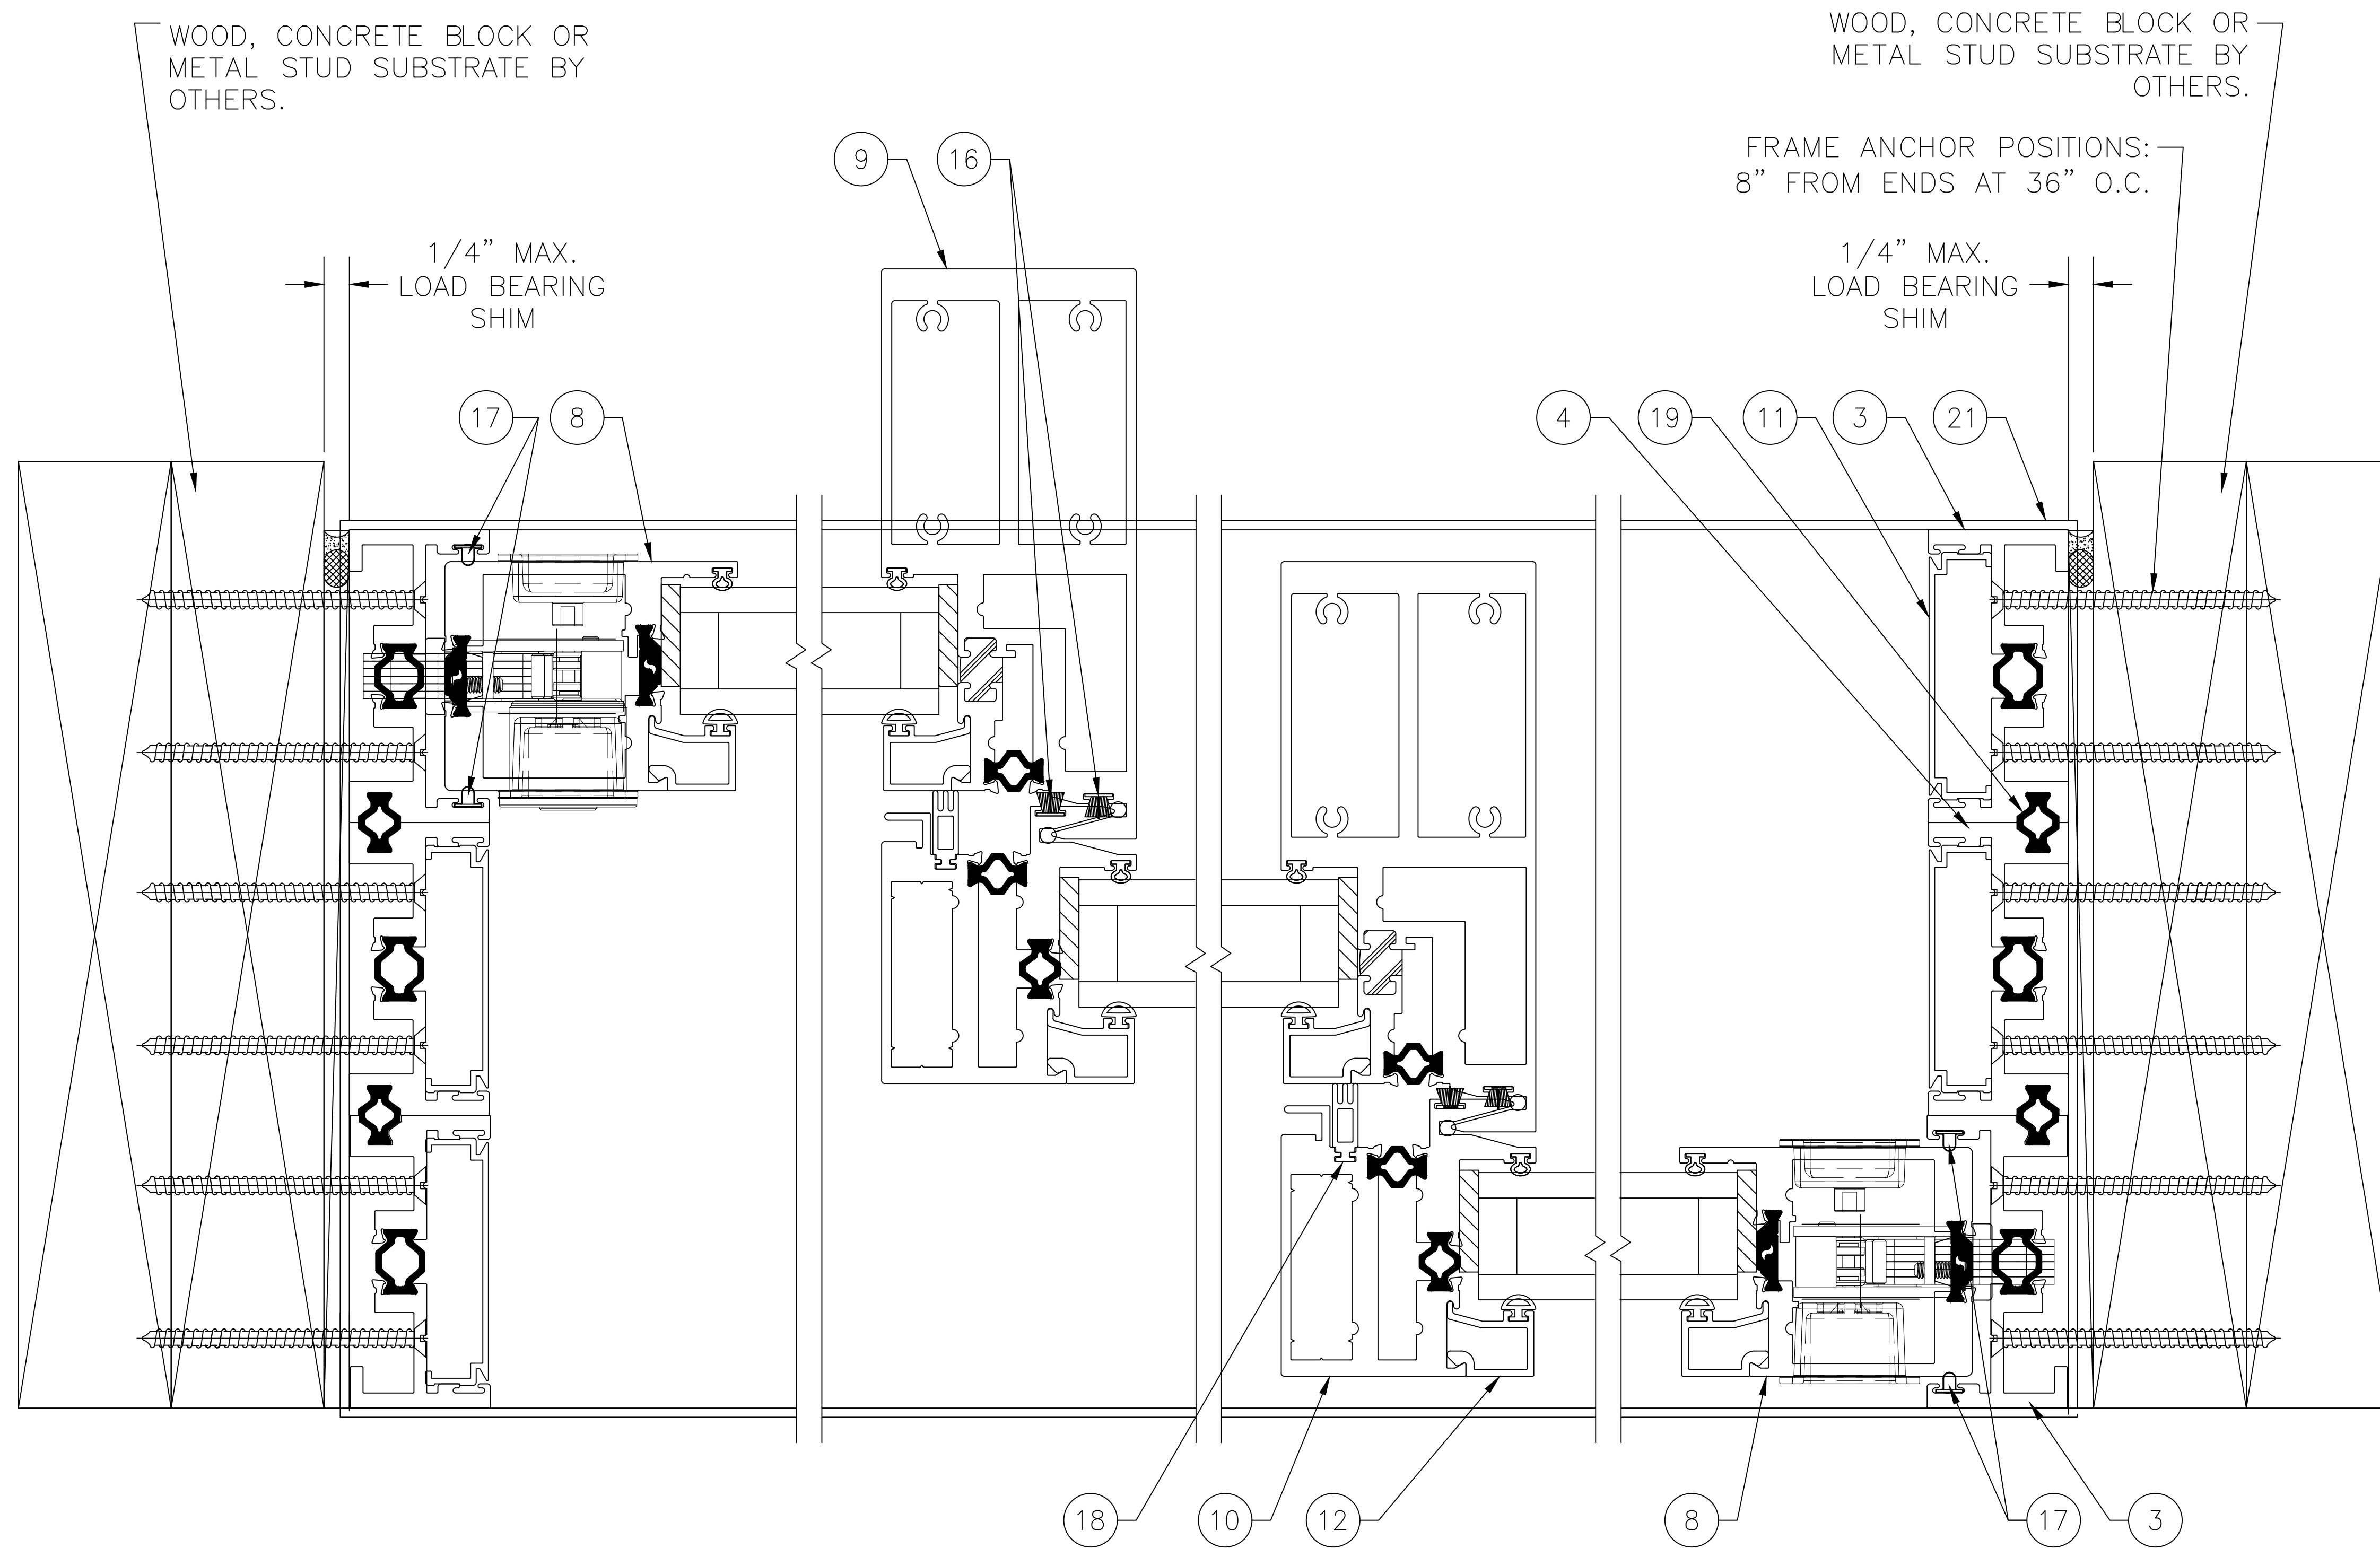 WOOD, CONCRETE BLOCK OR
METAL STUD SUBSTRATE BY
OTHERS.
WOOD, CONCRETE BLOCK OR
METAL STUD SUBSTRATE BY
OTHERS.
9
16
FRAME ANCHOR POSITIONS:
8" FROM ENDS AT 36" O.C.
1/4" MAX.
LOAD BEARING
SHIM
1/4" MAX.
LOAD BEARING
SHIM
17
8
4
19
11
3
21
18
10
12
8
17
3